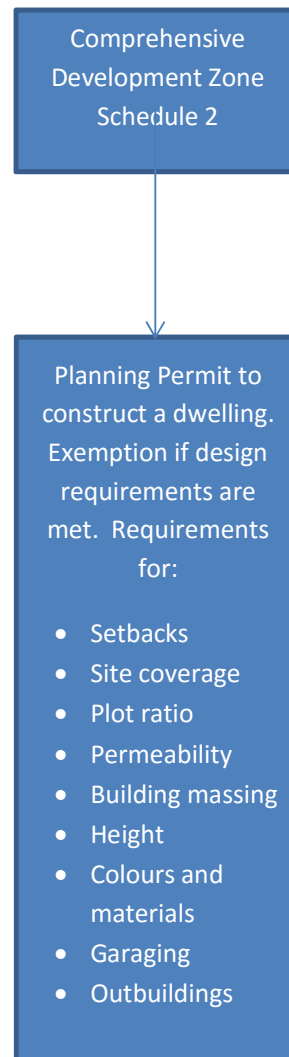 Comprehensive
Development Zone
Schedule 2
Planning Permit to
construct a dwelling.
Exemption if design
requirements are
met.  Requirements
for:
• Setbacks
• Site coverage
• Plot ratio
• Permeability
• Building massing
• Height
• Colours and
materials
• Garaging
• Outbuildings